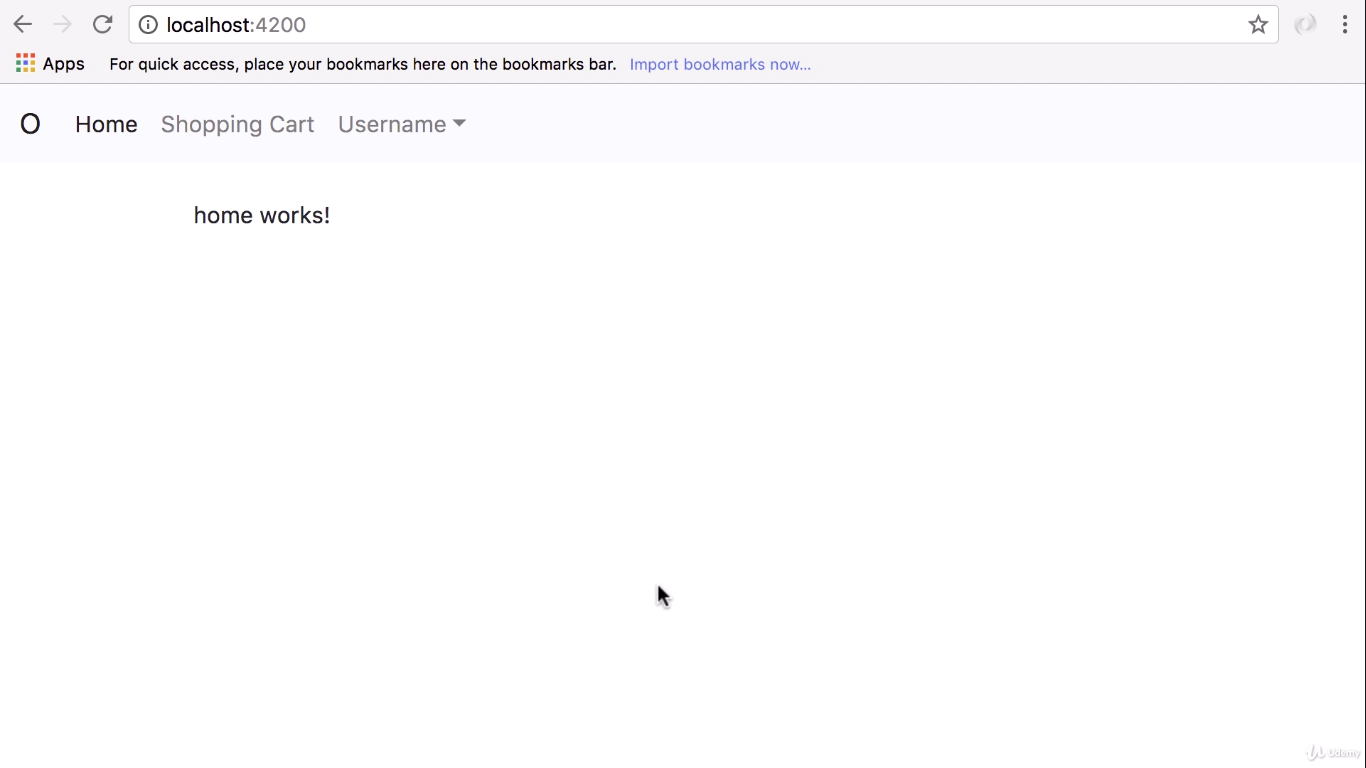 localhost:4200
Apps For quick access, place your bookmarks here on the bookmarks bar. Import bookmarks now...
O Home Shopping Cart Username
home works!
Udemy